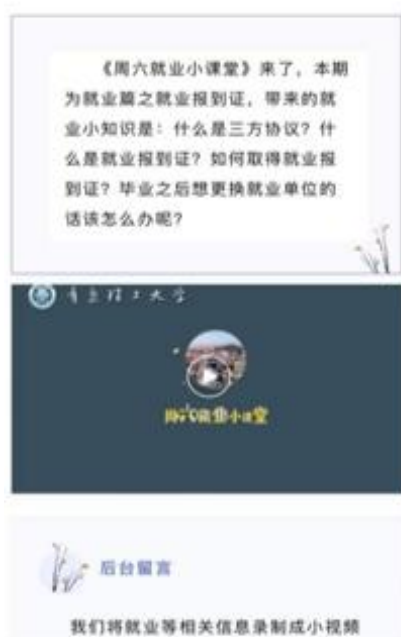 《周六就业小课堂》来了，本期
为就业篇之就业报到证，带来的就
业小知识是：什么是三方协议？什
么是就业报到证？如何取得就业报
到证？毕业之后想更换就业单位的
话该怎么办呢？
青岛理工大学
周六就业小课堂
后台留言
我们将就业等相关信息录制成小视频